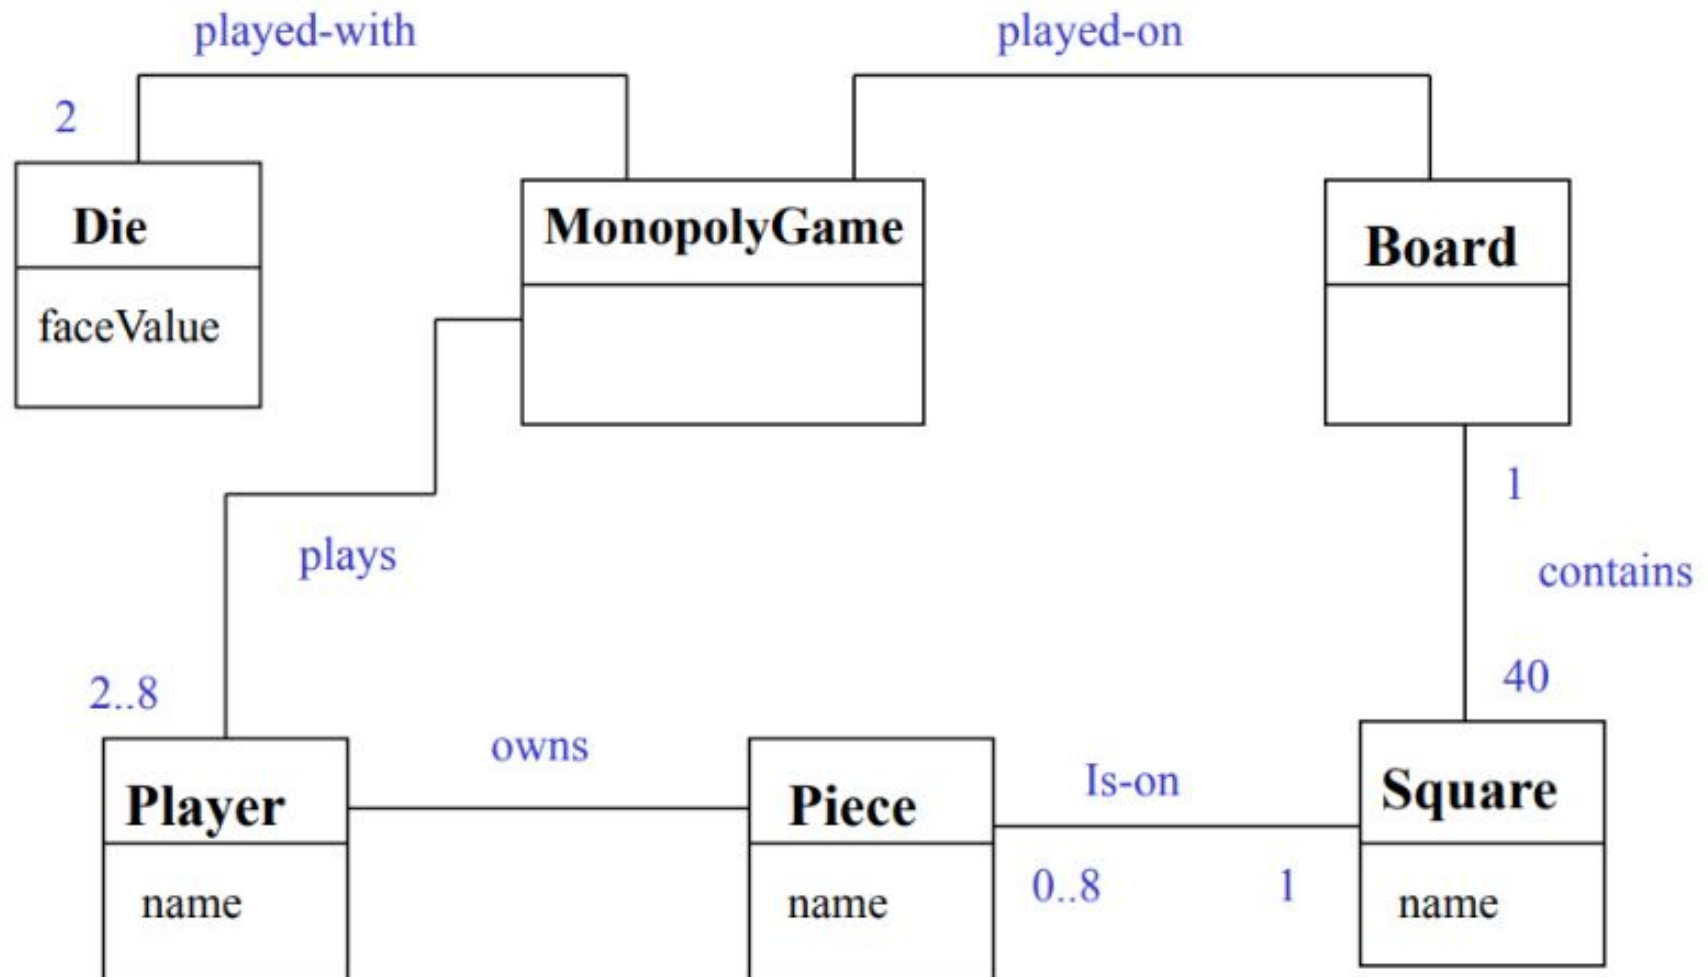 played-with
played-on
2
Die
MonopolyGame
Board
faceValue
1
plays
contains
2..8
40
owns
Player
Piece
Is-on
Square
name
name
0..8
1
name